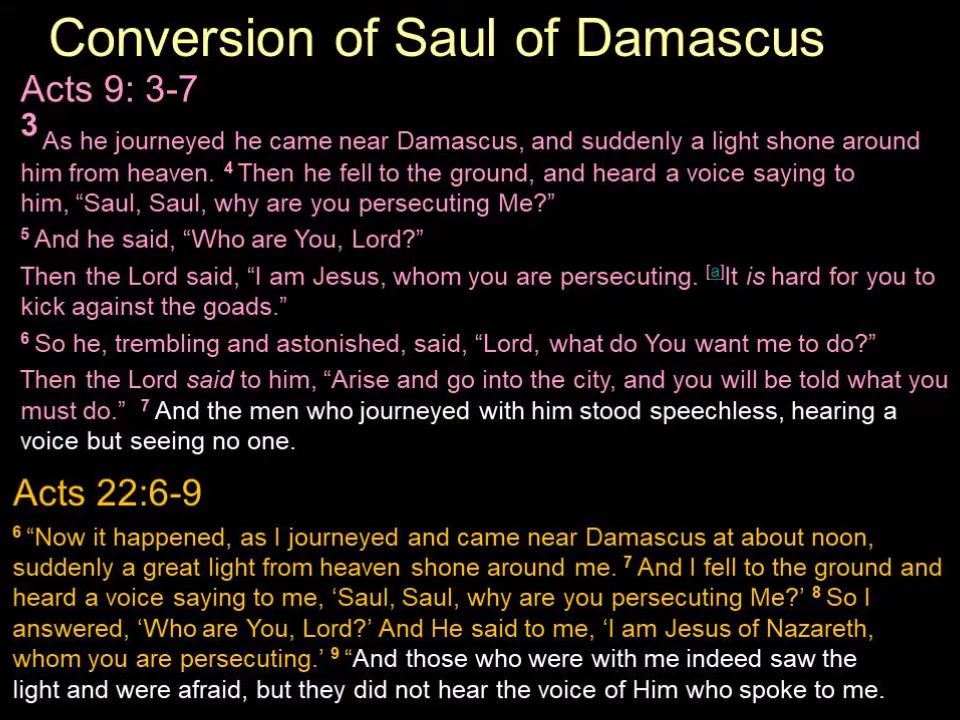 Conversion of Saul of Damascus
Acts 9: 3-7
3 As he journeyed he came near Damascus, and suddenly a light shone around
him from heaven. 4 Then he fell to the ground, and heard a voice saying to
him, “Saul, Saul, why are you persecuting Me?”
5 And he said, “Who are You, Lord?”
Then the Lord said, “I am Jesus, whom you are persecuting. [a]It is hard for you to
kick against the goads.”
6 So he, trembling and astonished, said, “Lord, what do You want me to do?”
Then the Lord said to him, “Arise and go into the city, and you will be told what you
must do.” 7 And the men who journeyed with him stood speechless, hearing a
voice but seeing no one.
Acts 22:6-9
6 “Now it happened, as I journeyed and came near Damascus at about noon,
suddenly a great light from heaven shone around me. 7 And I fell to the ground and
heard a voice saying to me, ‘Saul, Saul, why are you persecuting Me?’ 8 So I
answered, ‘Who are You, Lord?’ And He said to me, ‘I am Jesus of Nazareth,
whom you are persecuting.’ 9 “And those who were with me indeed saw the
light and were afraid, but they did not hear the voice of Him who spoke to me.